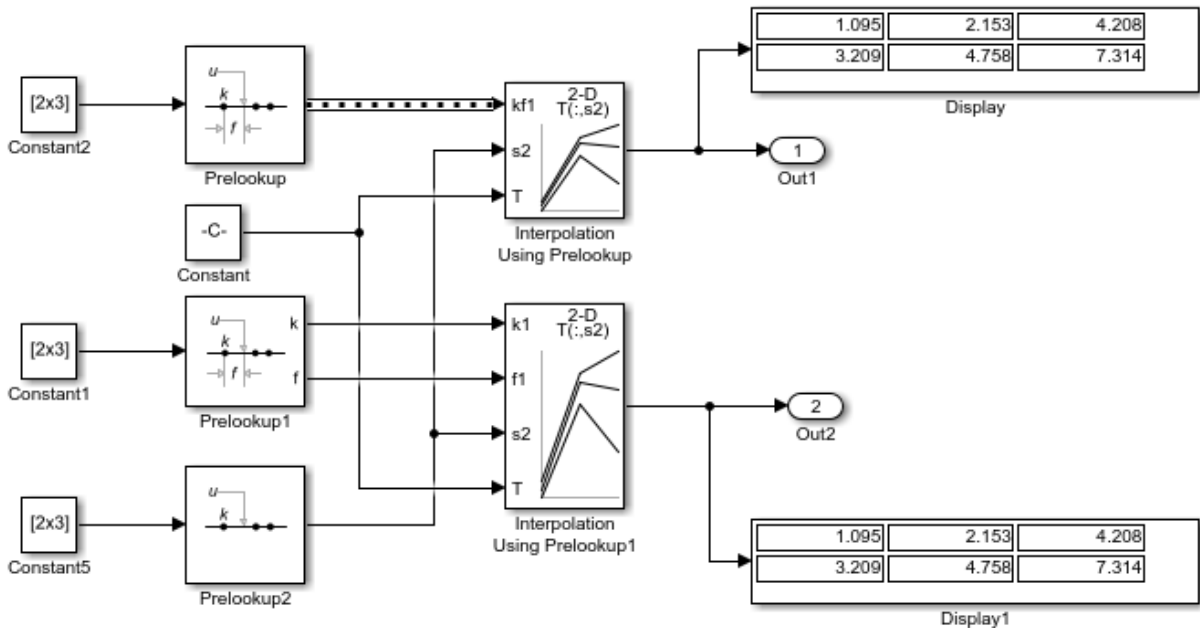 [2x3]
Constant2
u
k
f
Prelookup
-C-
Constant
[2x3]
Constant1
u
k
f
k
f
Prelookup1
[2x3]
Constant5
u
k
Prelookup2
kf1
s2
T
2-D
T(:,s2)
Interpolation
Using Prelookup
k1
f1
s2
T
2-D
T(:,s2)
Interpolation
Using Prelookup1
1.095 2.153 4.208
3.209 4.758 7.314
Display
1
Out1
2
Out2
1.095 2.153 4.208
3.209 4.758 7.314
Display1